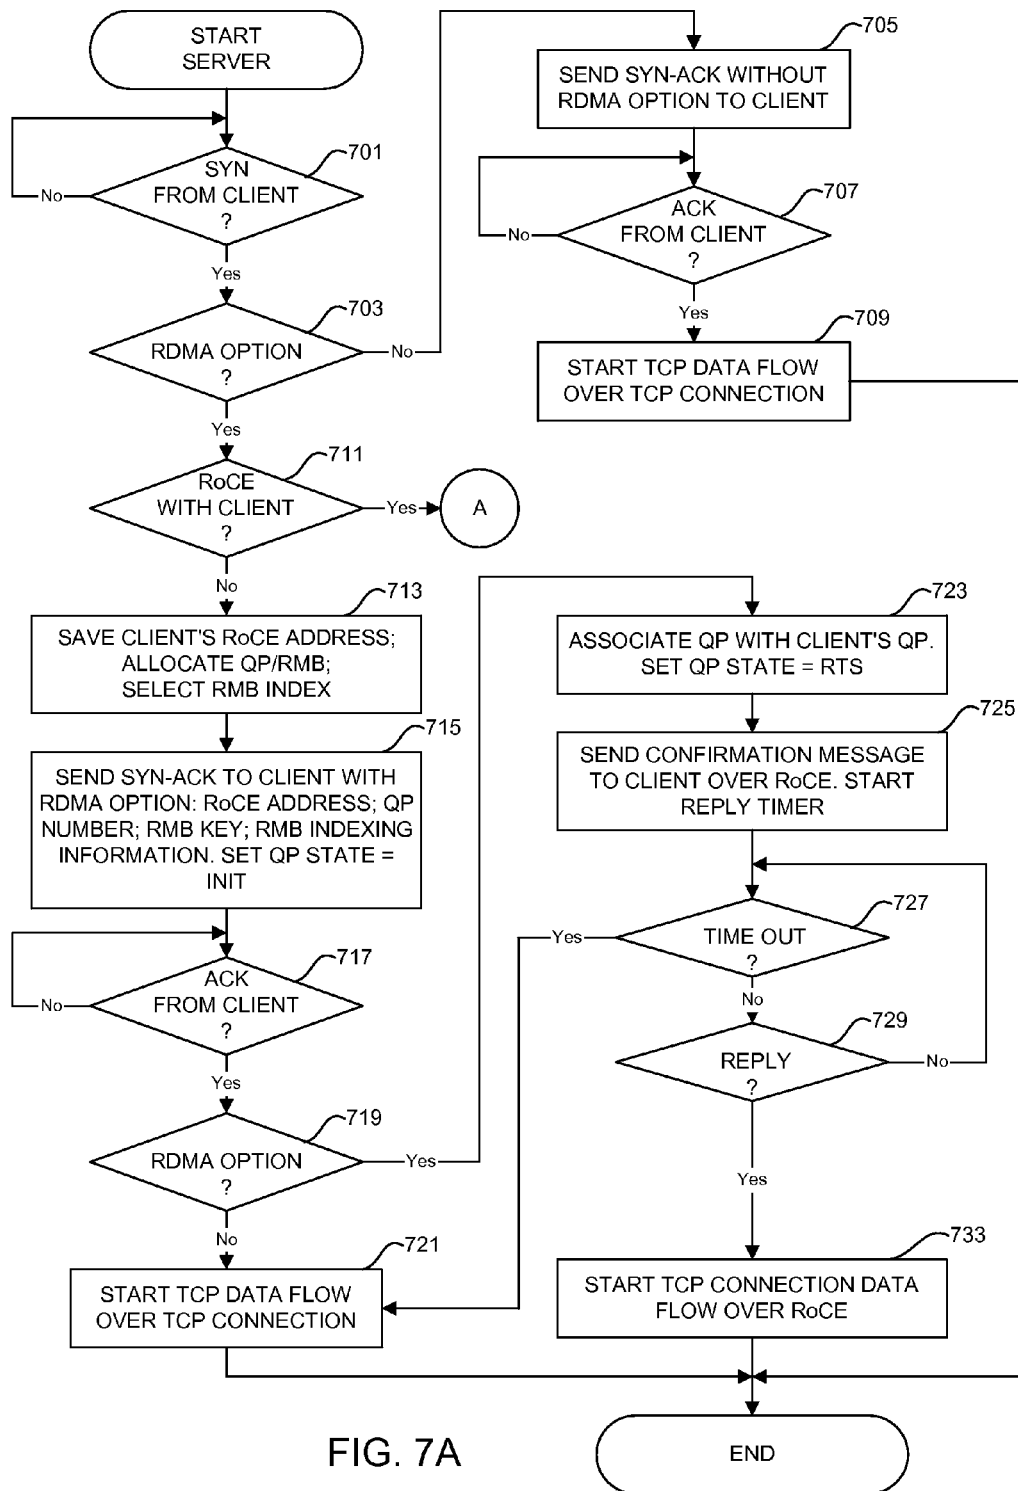 START
SERVER
701
SYN
FROM CLIENT
?
No
Yes
703
RDMA OPTION
?
No
Yes
705
SEND SYN-ACK WITHOUT
RDMA OPTION TO CLIENT
707
ACK
FROM CLIENT
?
No
Yes
709
START TCP DATA FLOW
OVER TCP CONNECTION
711
RoCE
WITH CLIENT
?
Yes
A
No
713
SAVE CLIENT'S RoCE ADDRESS;
ALLOCATE QP/RMB;
SELECT RMB INDEX
715
SEND SYN-ACK TO CLIENT WITH
RDMA OPTION: RoCE ADDRESS; QP
NUMBER; RMB KEY; RMB INDEXING
INFORMATION. SET QP STATE =
INIT
717
ACK
FROM CLIENT
?
No
Yes
719
RDMA OPTION
?
Yes
No
721
START TCP DATA FLOW
OVER TCP CONNECTION
723
ASSOCIATE QP WITH CLIENT'S QP.
SET QP STATE = RTS
725
SEND CONFIRMATION MESSAGE
TO CLIENT OVER RoCE. START
REPLY TIMER
727
TIME OUT
?
Yes
No
729
REPLY
?
No
Yes
733
START TCP CONNECTION DATA
FLOW OVER RoCE
END
FIG. 7A